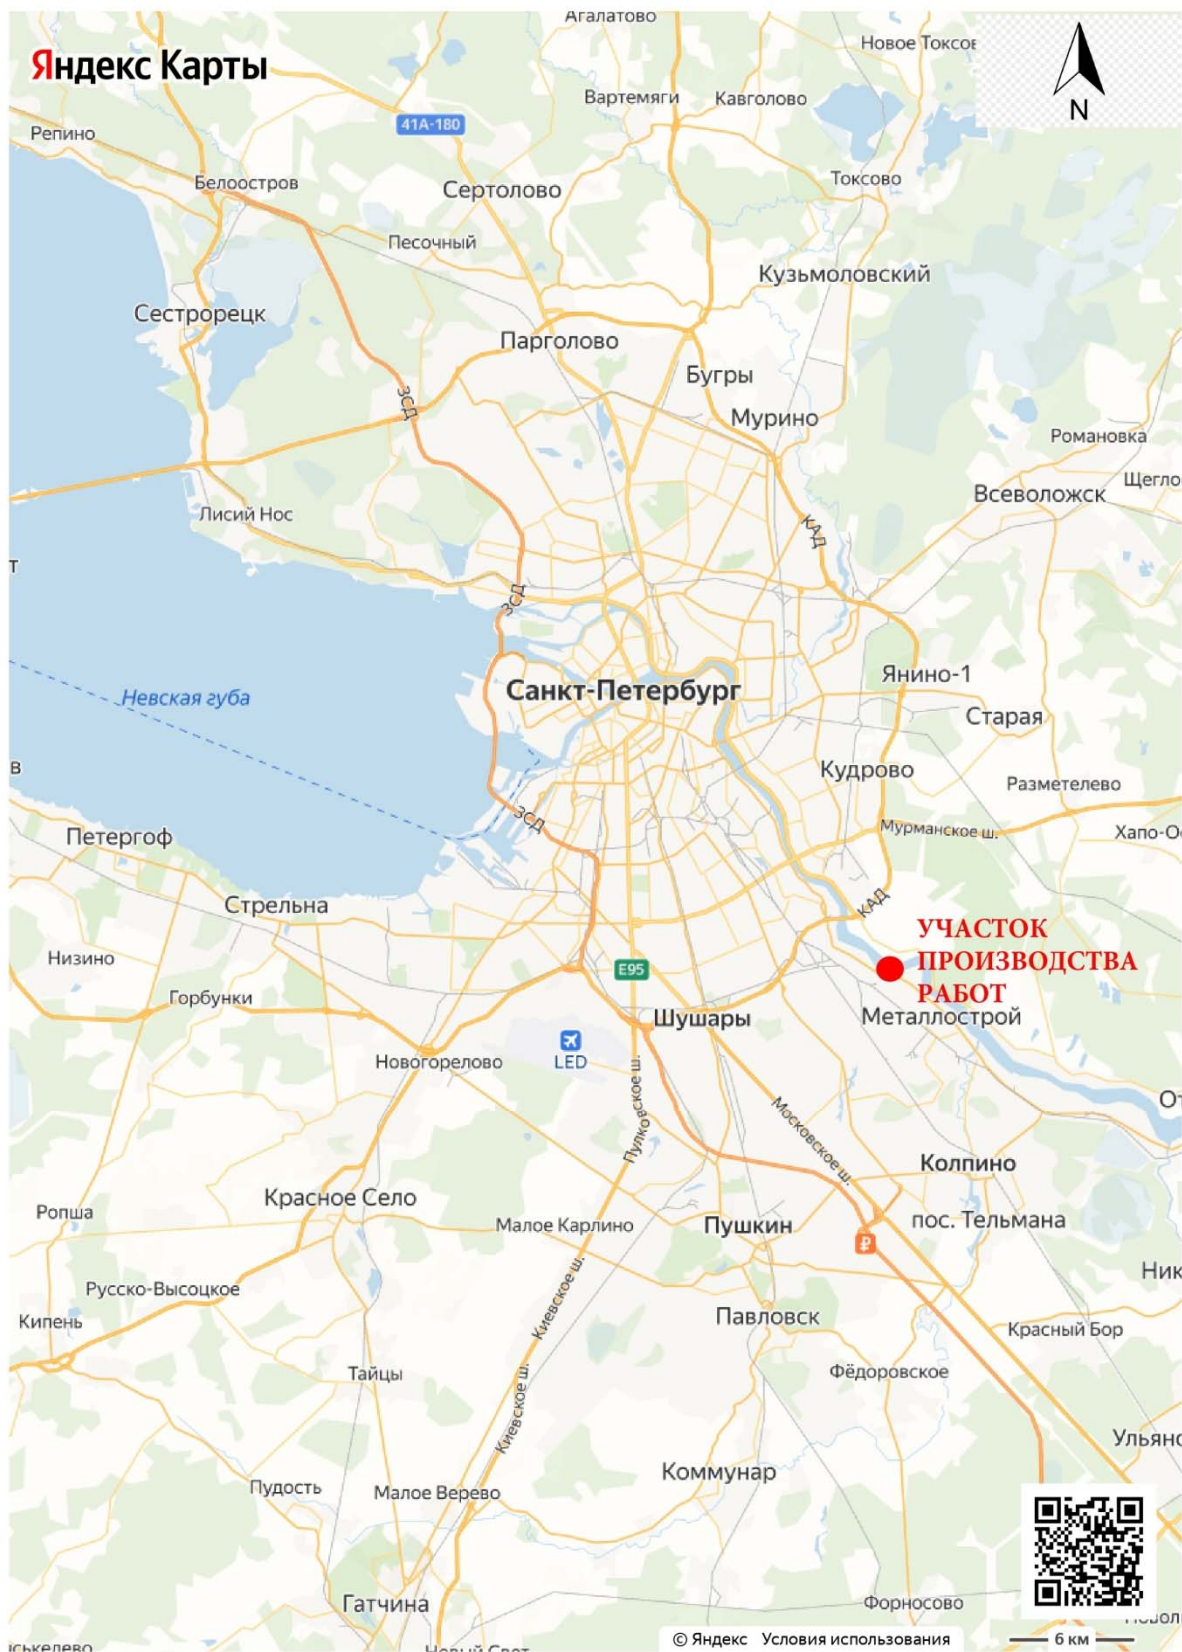 Агалатово
Новое Токсов
Яндекс Карты
Вартемяги
Кавголово
N
41А-180
Репино
Белоостров
Сертолово
Токсово
Песочный
Кузьмоловский
Сестрорецк
Парголово
Бугры
ЗСД
Мурино
Романовка
Щегло
Всеволожск
Лисий Нос
КАД
т
ЗСД
Янино-1
Санкт-Петербург
Невская губа
Старая
в
Кудрово
Разметелово
ЗСД
Петергоф
Мурманское ш.
Хапо-О
Стрельна
КАД
УЧАСТОК
ПРОИЗВОДСТВА
РАБОТ
Низино
E95
Горбунки
Металлострой
Шушары
Новогорелово
LED
Пулковское ш.
Московское ш.
От
Колпино
Красное Село
Ропша
Малое Карлино
Пушкин
пос. Тельмана
₽
Киевское ш.
Ник
Русско-Высоцкое
Кипень
Павловск
Красный Бор
Тайцы
Фёдоровское
Киевское ш.
Ульянс
Коммунар
Пудость
Малое Верево
Гатчина
Форносово
© Яндекс Условия использования
6 км